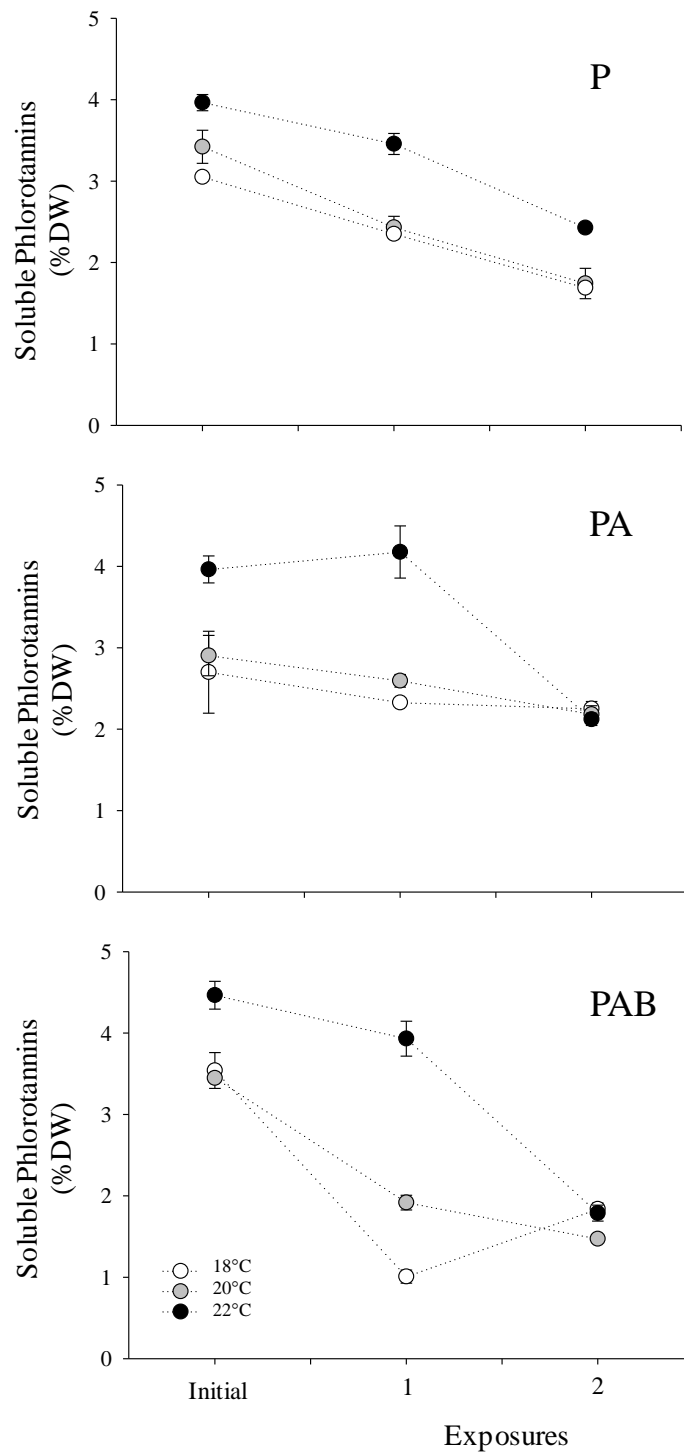 5
P
4
3
2
1
0
Soluble Phlorotannins
(%DW)
5
PA
4
3
2
1
0
Soluble Phlorotannins
(%DW)
5
PAB
4
3
2
1
0
Soluble Phlorotannins
(%DW)
18°C
20°C
22°C
Initial 1 2
Exposures